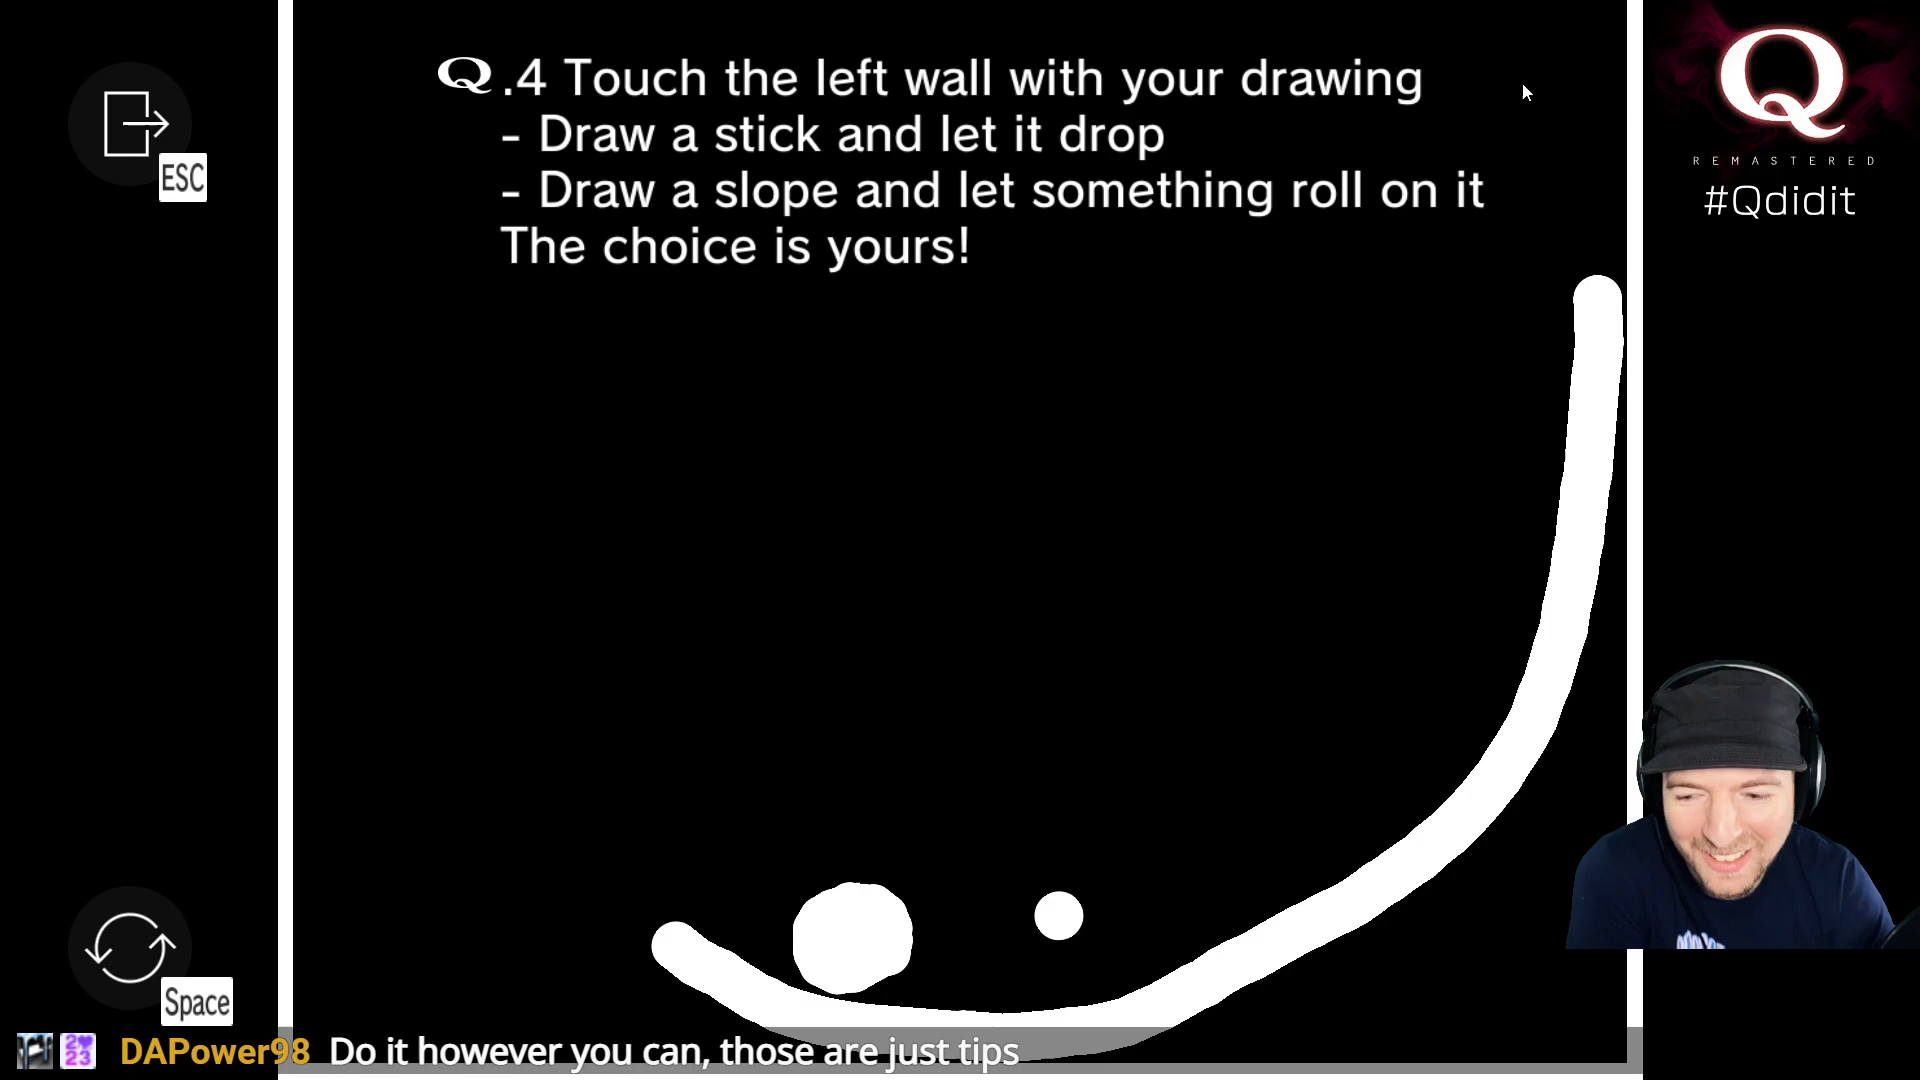 Q.4 Touch the left wall with your drawing
- Draw a stick and let it drop
- Draw a slope and let something roll on it
The choice is yours!
Q
REMASTERED
#Qdidit
ESC
Space
2♥
23
DAPower98 Do it however you can, those are just tips